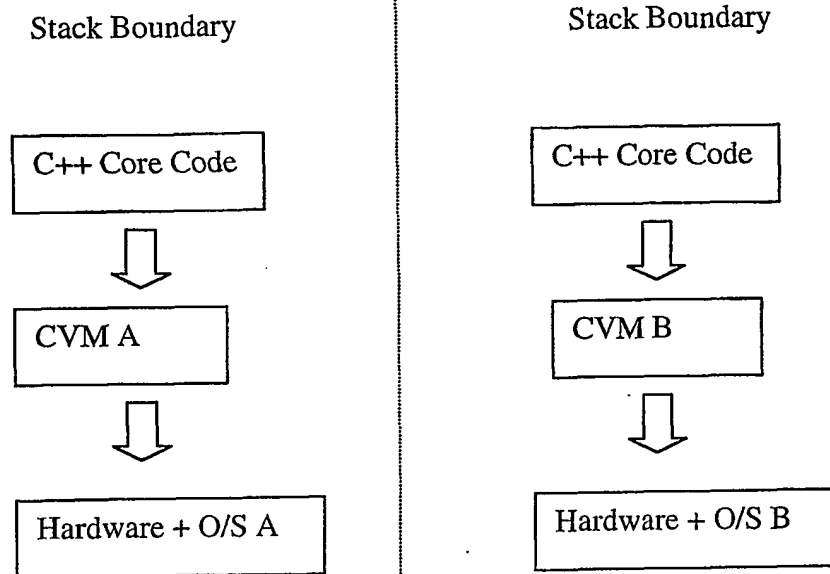 Stack Boundary
C++ Core Code
CVM A
Hardware + O/S A
Stack Boundary
C++ Core Code
CVM B
Hardware + O/S B